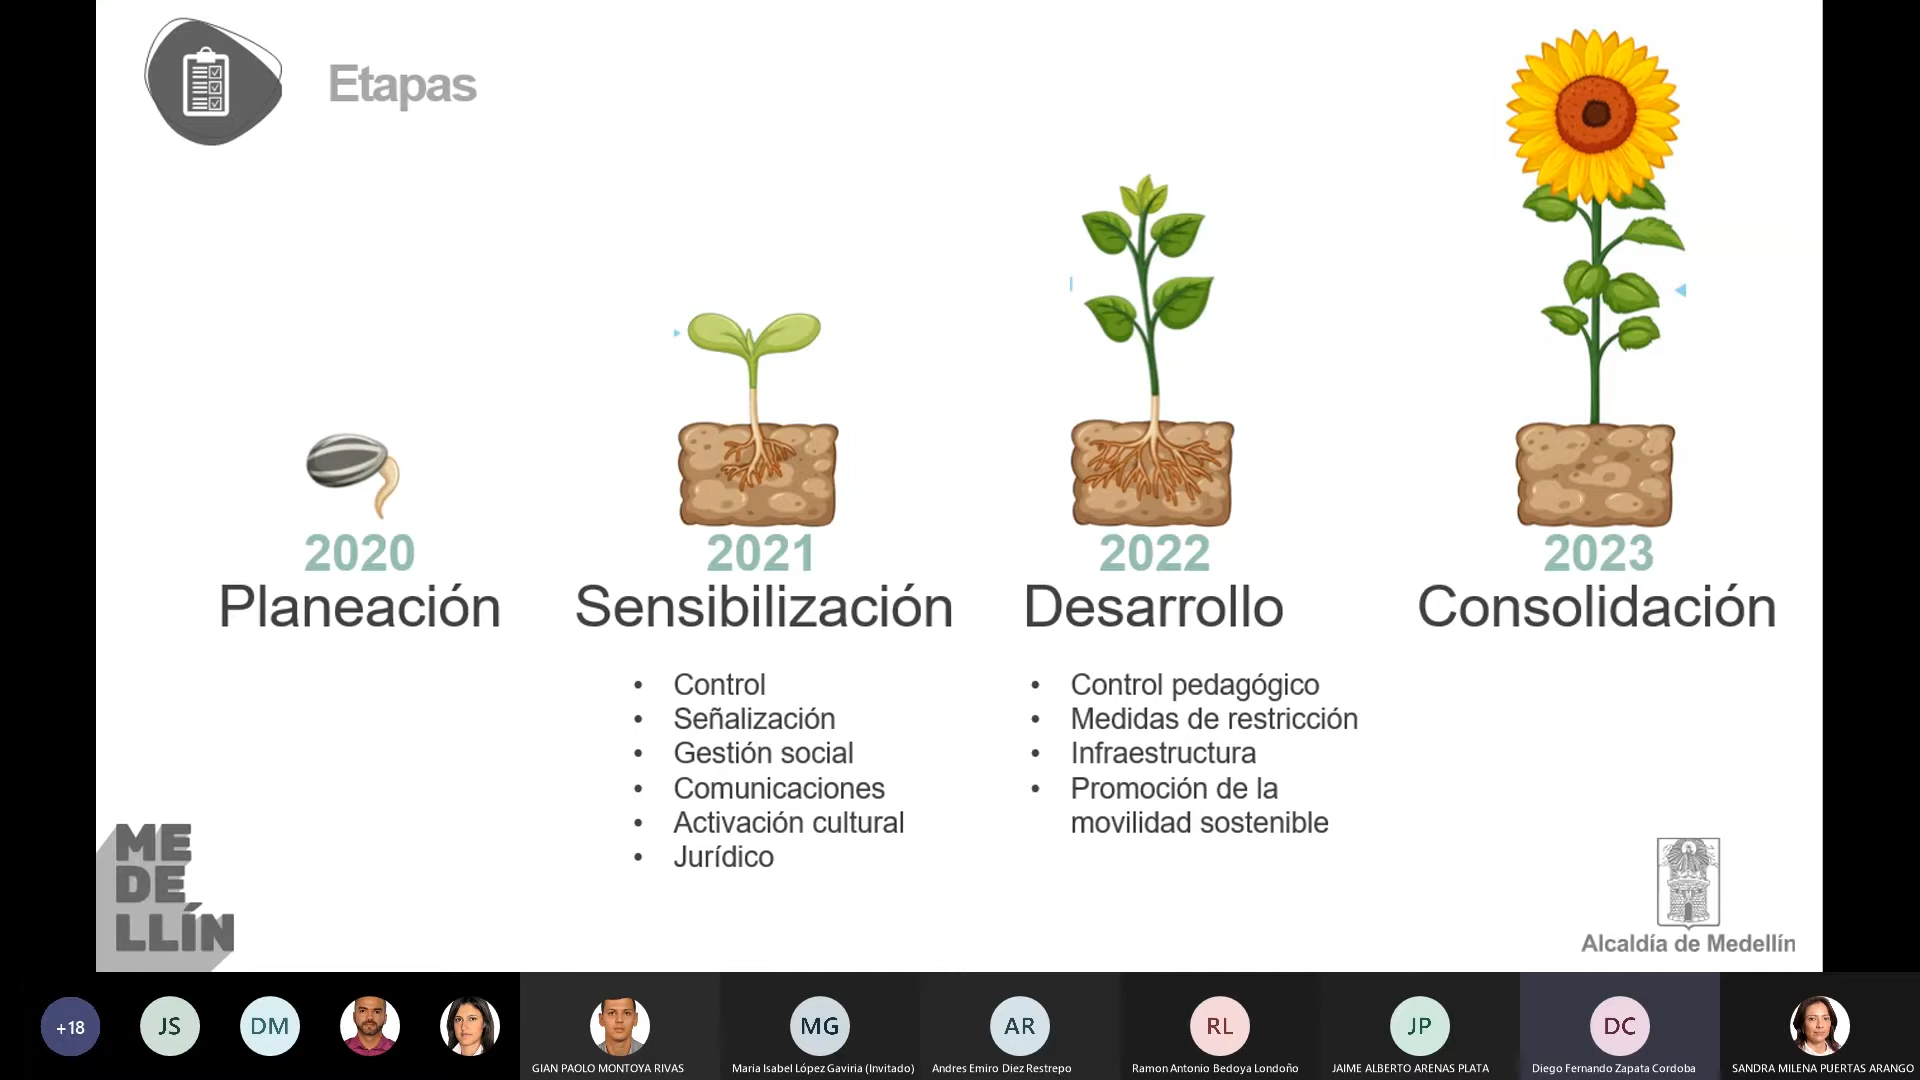 Etapas
2020
Planeación
2021
Sensibilización
• Control
• Señalización
• Gestión social
• Comunicaciones
• Activación cultural
• Jurídico
2022
Desarrollo
• Control pedagógico
• Medidas de restricción
• Infraestructura
• Promoción de la
movilidad sostenible
2023
Consolidación
ME
DE
LLÍN
Alcaldía de Medellín
+18
JS
DM
GIAN PAOLO MONTOYA RIVAS
MG
Maria Isabel López Gaviria (Invitado)
AR
Andres Emiro Diez Restrepo
RL
Ramon Antonio Bedoya Londoño
JP
JAIME ALBERTO ARENAS PLATA
DC
Diego Fernando Zapata Cordoba
SANDRA MILENA PUERTAS ARANGO